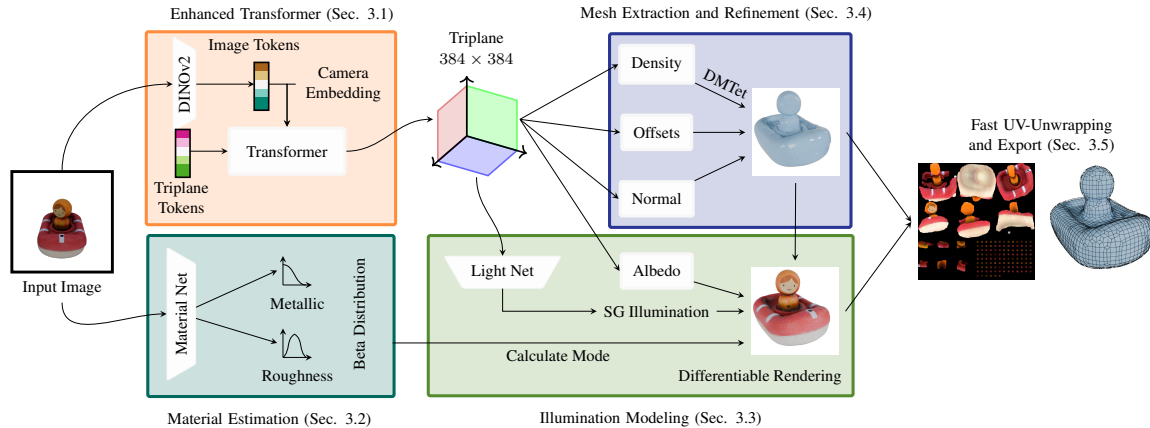 Enhanced Transformer (Sec. 3.1)
Image Tokens
DINOv2
Camera
Embedding
Transformer
Triplane
Tokens
Input Image
Material Net
Metallic
Roughness
Beta Distribution
Material Estimation (Sec. 3.2)
Triplane
384 × 384
Mesh Extraction and Refinement (Sec. 3.4)
Density
DMTet
Offsets
Normal
Light Net
Albedo
SG Illumination
Calculate Mode
Differentiable Rendering
Illumination Modeling (Sec. 3.3)
Fast UV-Unwrapping
and Export (Sec. 3.5)